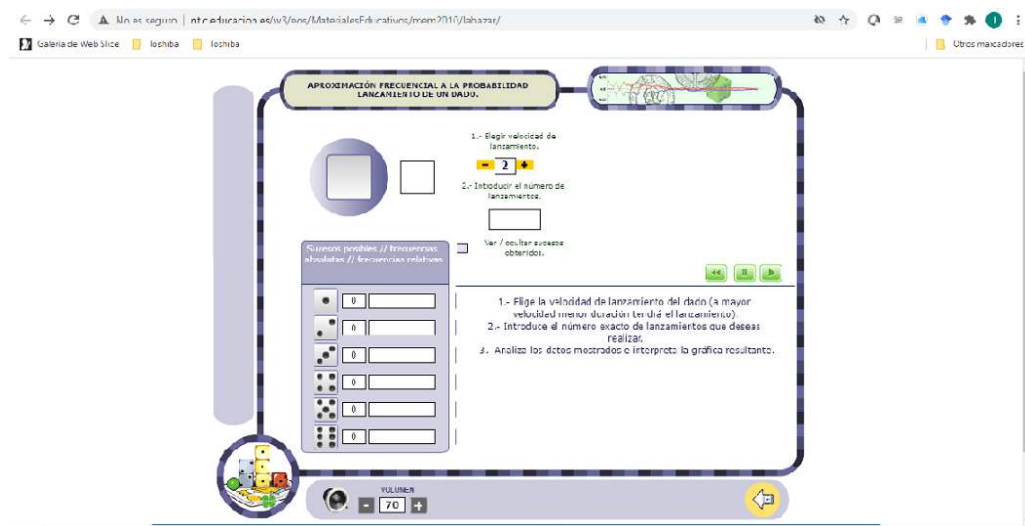 No es seguro | ntic.educacion.es/w3/eos/MaterialesEducativos/mem2010/labazar/
Galería de Web Slice
Toshiba
Toshiba
Otros marcadores
APROXIMACIÓN FRECUENCIAL A LA PROBABILIDAD
LANZAMIENTO DE UN DADO.
1.- Elegir velocidad de
lanzamiento.
- 2 +
2.- Introducir el número de
lanzamientos.
Ver / ocultar sucesos
obtenidos.
Sucesos posibles // frecuencias
absolutas // frecuencias relativas
0
0
0
0
0
0
1.- Elige la velocidad de lanzamiento del dado (a mayor
velocidad menor duración tendrá el lanzamiento).
2.- Introduce el número exacto de lanzamientos que deseas
realizar.
3.- Analiza los datos mostrados e interpreta la gráfica resultante.
VOLUMEN
- 70 +